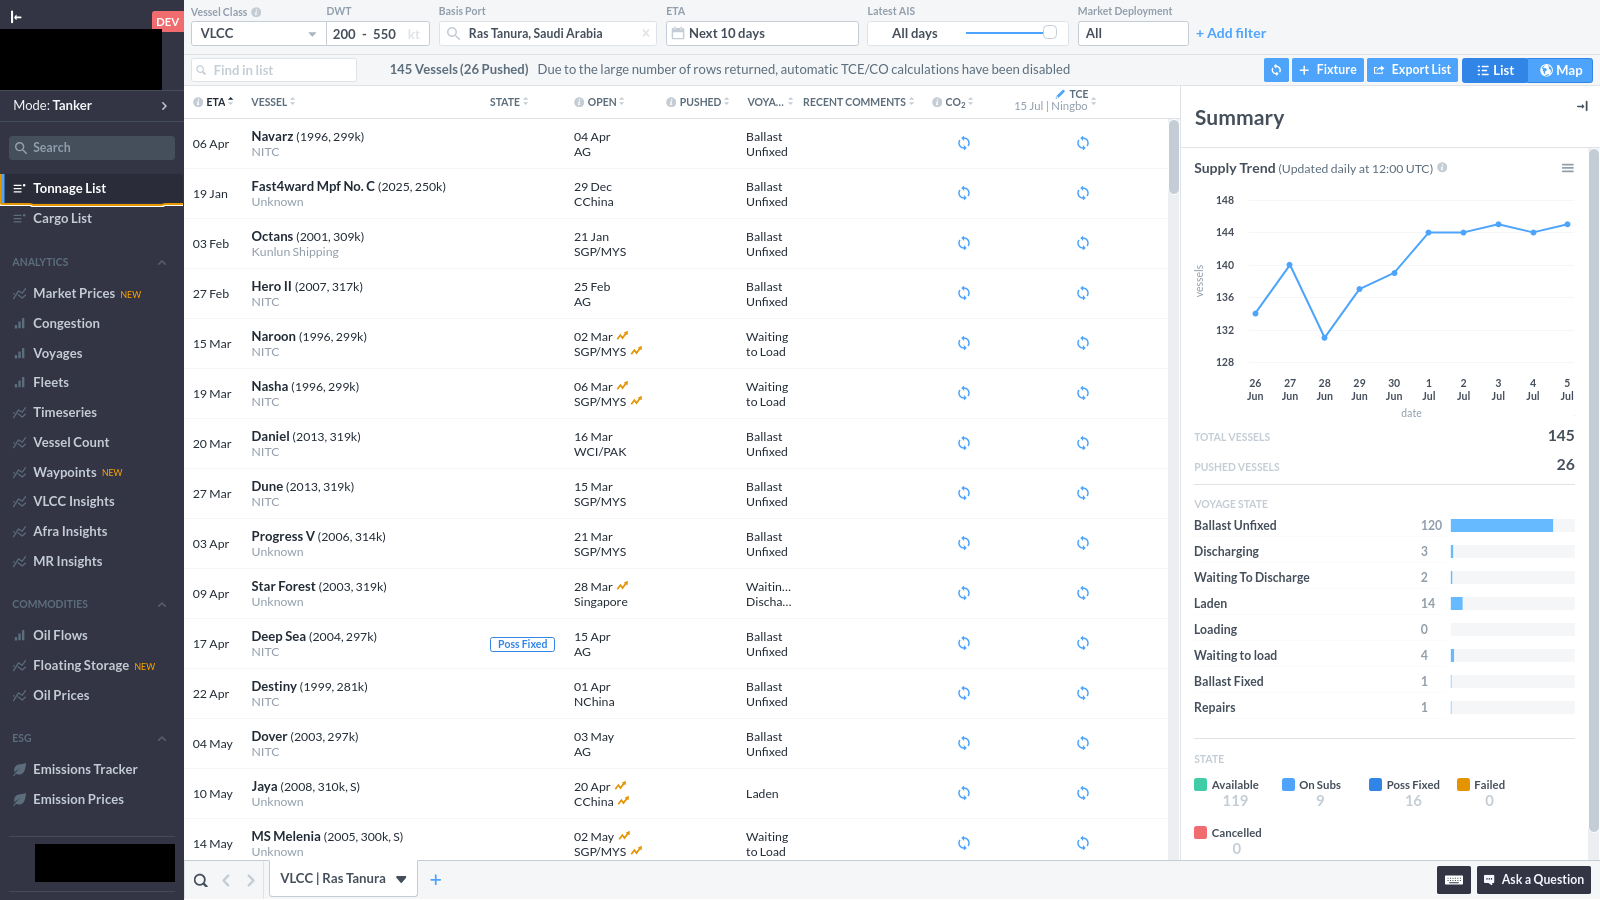 DEV
Mode: Tanker
Search
Tonnage List
Cargo List
ANALYTICS
Market Prices NEW
Congestion
Voyages
Fleets
Timeseries
Vessel Count
Waypoints NEW
VLCC Insights
Afra Insights
MR Insights
COMMODITIES
Oil Flows
Floating Storage NEW
Oil Prices
ESG
Emissions Tracker
Emission Prices
Vessel Class DWT Basis Port ETA Latest AIS Market Deployment
VLCC 200 - 550 kt Ras Tanura, Saudi Arabia × Next 10 days All days All + Add filter
Find in list 145 Vessels (26 Pushed) Due to the large number of rows returned, automatic TCE/CO calculations have been disabled + Fixture Export List List Map
ETA VESSEL STATE OPEN PUSHED VOYA... RECENT COMMENTS CO2 TCE
15 Jul | Ningbo
06 Apr Navarz (1996, 299k) 04 Apr Ballast
NITC AG Unfixed
19 Jan Fast4ward Mpf No. C (2025, 250k) 29 Dec Ballast
Unknown CChina Unfixed
03 Feb Octans (2001, 309k) 21 Jan Ballast
Kunlun Shipping SGP/MYS Unfixed
27 Feb Hero II (2007, 317k) 25 Feb Ballast
NITC AG Unfixed
15 Mar Naroon (1996, 299k) 02 Mar Waiting
NITC SGP/MYS to Load
19 Mar Nasha (1996, 299k) 06 Mar Waiting
NITC SGP/MYS to Load
20 Mar Daniel (2013, 319k) 16 Mar Ballast
NITC WCI/PAK Unfixed
27 Mar Dune (2013, 319k) 15 Mar Ballast
NITC SGP/MYS Unfixed
03 Apr Progress V (2006, 314k) 21 Mar Ballast
Unknown SGP/MYS Unfixed
09 Apr Star Forest (2003, 319k) 28 Mar Waitin...
Unknown Singapore Discha...
17 Apr Deep Sea (2004, 297k) Poss Fixed 15 Apr Ballast
NITC AG Unfixed
22 Apr Destiny (1999, 281k) 01 Apr Ballast
NITC NChina Unfixed
04 May Dover (2003, 297k) 03 May Ballast
NITC AG Unfixed
10 May Jaya (2008, 310k, S) 20 Apr Laden
Unknown CChina
14 May MS Melenia (2005, 300k, S) 02 May Waiting
Unknown SGP/MYS to Load
Summary
Supply Trend (Updated daily at 12:00 UTC)
148
144
140
136
132
128
vessels
26 27 28 29 30 1 2 3 4 5
Jun Jun Jun Jun Jun Jul Jul Jul Jul Jul
date
TOTAL VESSELS 145
PUSHED VESSELS 26
VOYAGE STATE
Ballast Unfixed 120
Discharging 3
Waiting To Discharge 2
Laden 14
Loading 0
Waiting to load 4
Ballast Fixed 1
Repairs 1
STATE
Available On Subs Poss Fixed Failed
119 9 16 0
Cancelled
0
VLCC | Ras Tanura +
Ask a Question